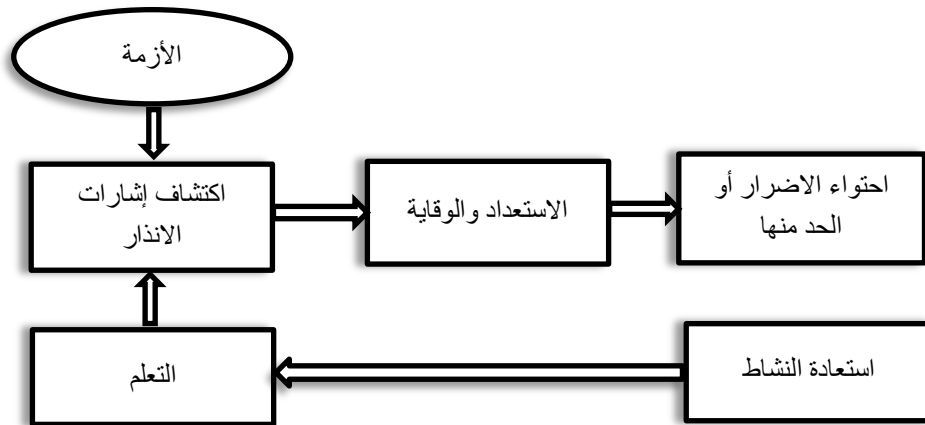 الأزمة
اكتشاف إشارات
الانذار
الاستعداد والوقاية
احتواء الاضرار أو
الحد منها
استعادة النشاط
التعلم